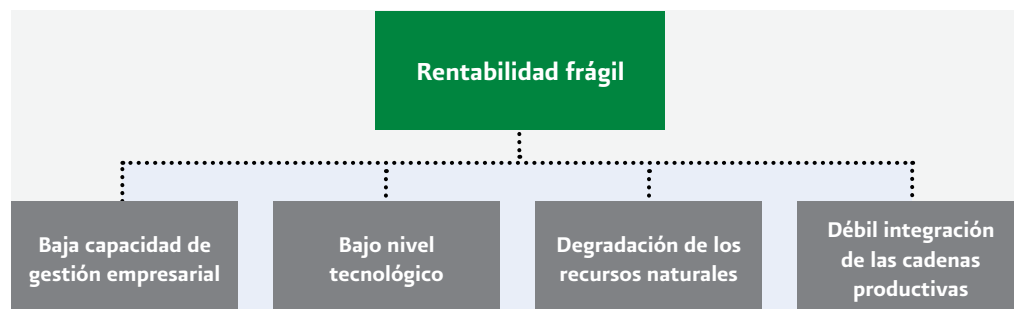 Rentabilidad frágil
Baja capacidad de
gestión empresarial
Bajo nivel
tecnológico
Degradación de los
recursos naturales
Débil integración
de las cadenas
productivas